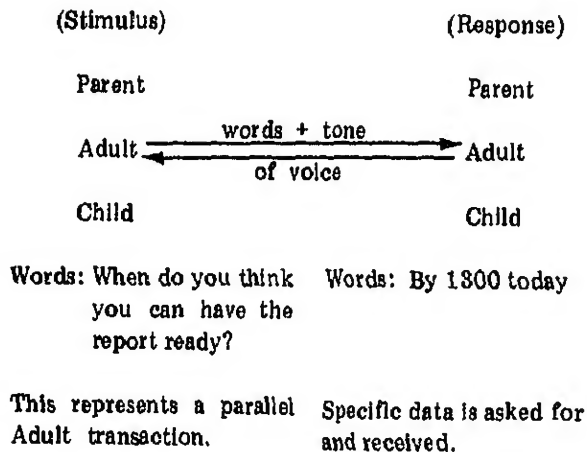 (Stimulus) (Response)
Parent Parent
words + tone
Adult Adult
of voice
Child Child
Words: When do you think Words: By 1300 today
you can have the
report ready?
This represents a parallel Specific data is asked for
Adult transaction. and received.